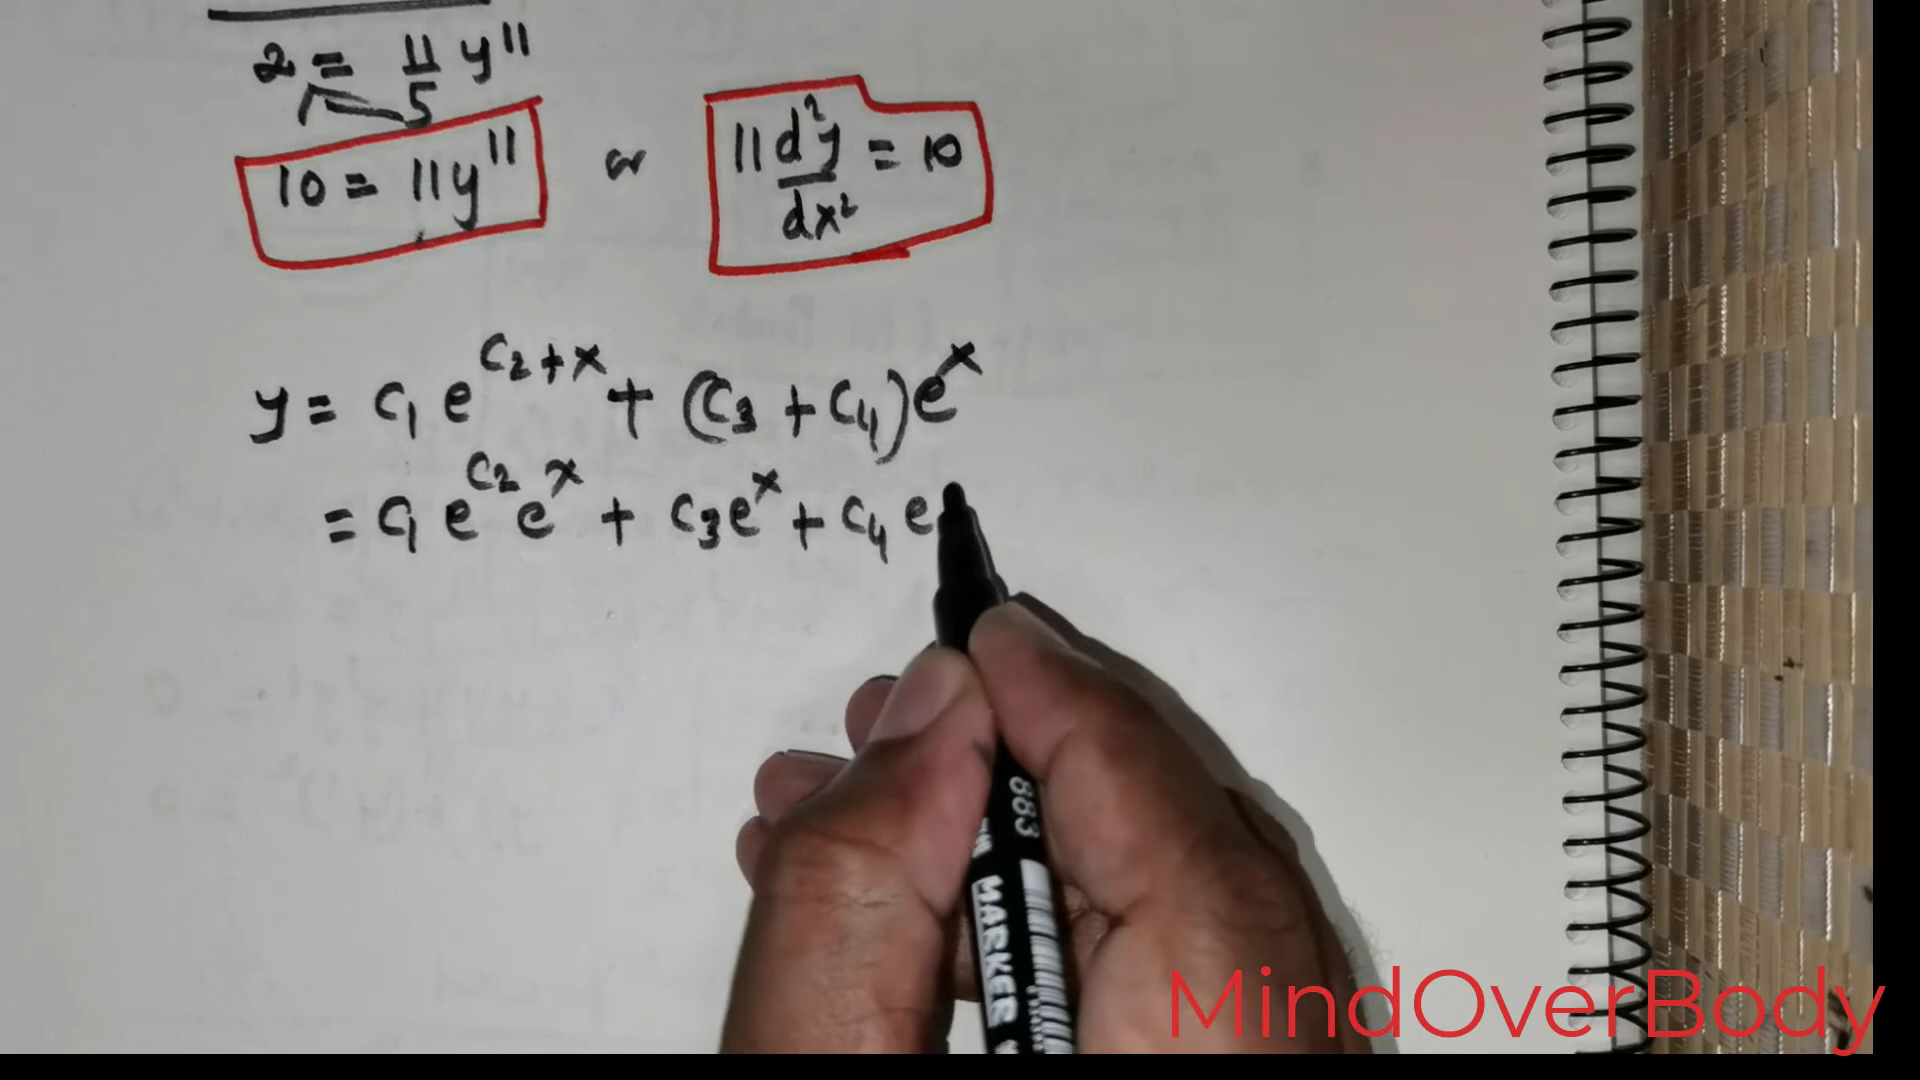 2 = 11/5 y''
10 = 11y'' or 11 d²y/dx² = 10
y = c₁ e^(c₂+x) + (c₃ + c₄)e^x
= c₁ e^c₂ e^x + c₃e^x + c₄ e
883
MARKER
MindOverBody